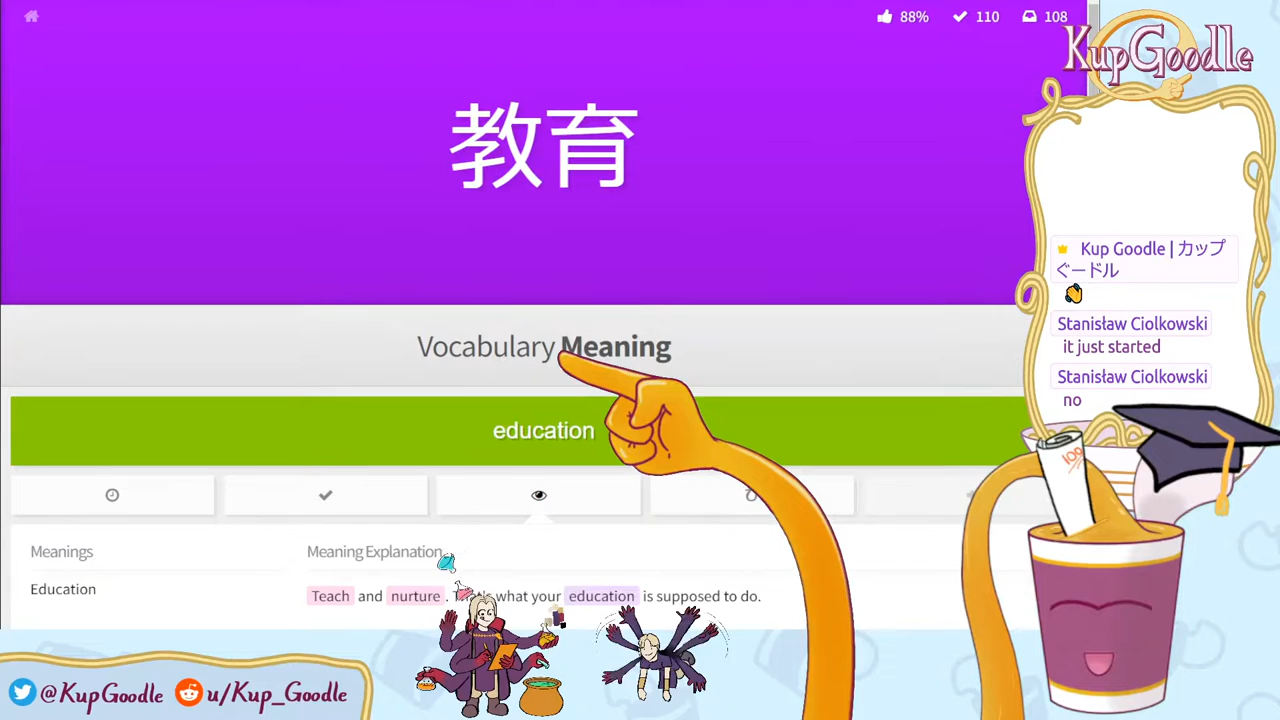 88% 110 108
KupGoodle
教育
Kup Goodle | カップ
ぐードル
Stanisław Ciolkowski
it just started
Stanisław Ciolkowski
no
Vocabulary Meaning
education
100
Meanings
Meaning Explanation
Education
Teach and nurture. what your education is supposed to do.
@KupGoodle u/Kup_Goodle